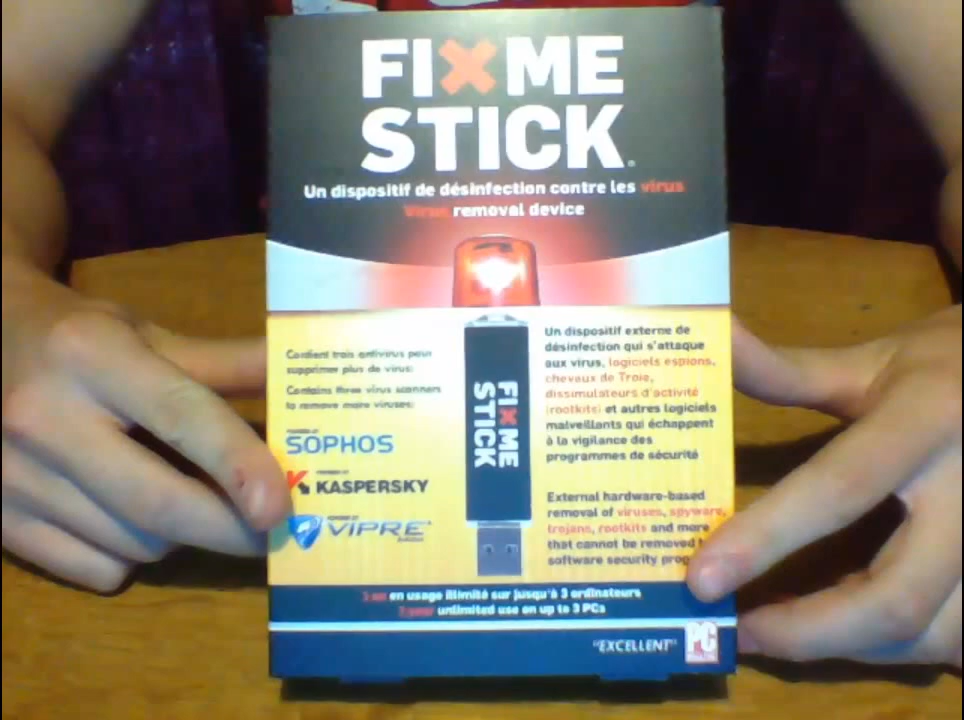 FIXME
STICK
Un dispositif de désinfection contre les virus
Virus removal device
Contient trois antivirus pour
supprimer plus de virus:
Contains three virus scanners
to remove more viruses:
POWERED BY
SOPHOS
POWERED BY
KASPERSKY
POWERED BY
VIPRE
FIXME
STICK
Un dispositif externe de
désinfection qui s'attaque
aux virus, logiciels espions,
chevaux de Troie,
dissimulateurs d'activité
(rootkits) et autres logiciels
malveillants qui échappent
à la vigilance des
programmes de sécurité
External hardware-based
removal of viruses, spyware,
trojans, rootkits and more
that cannot be removed
software security
1 an en usage illimité sur jusqu'à 3 ordinateurs
1 year unlimited use on up to 3 PCs
"EXCELLENT" PC